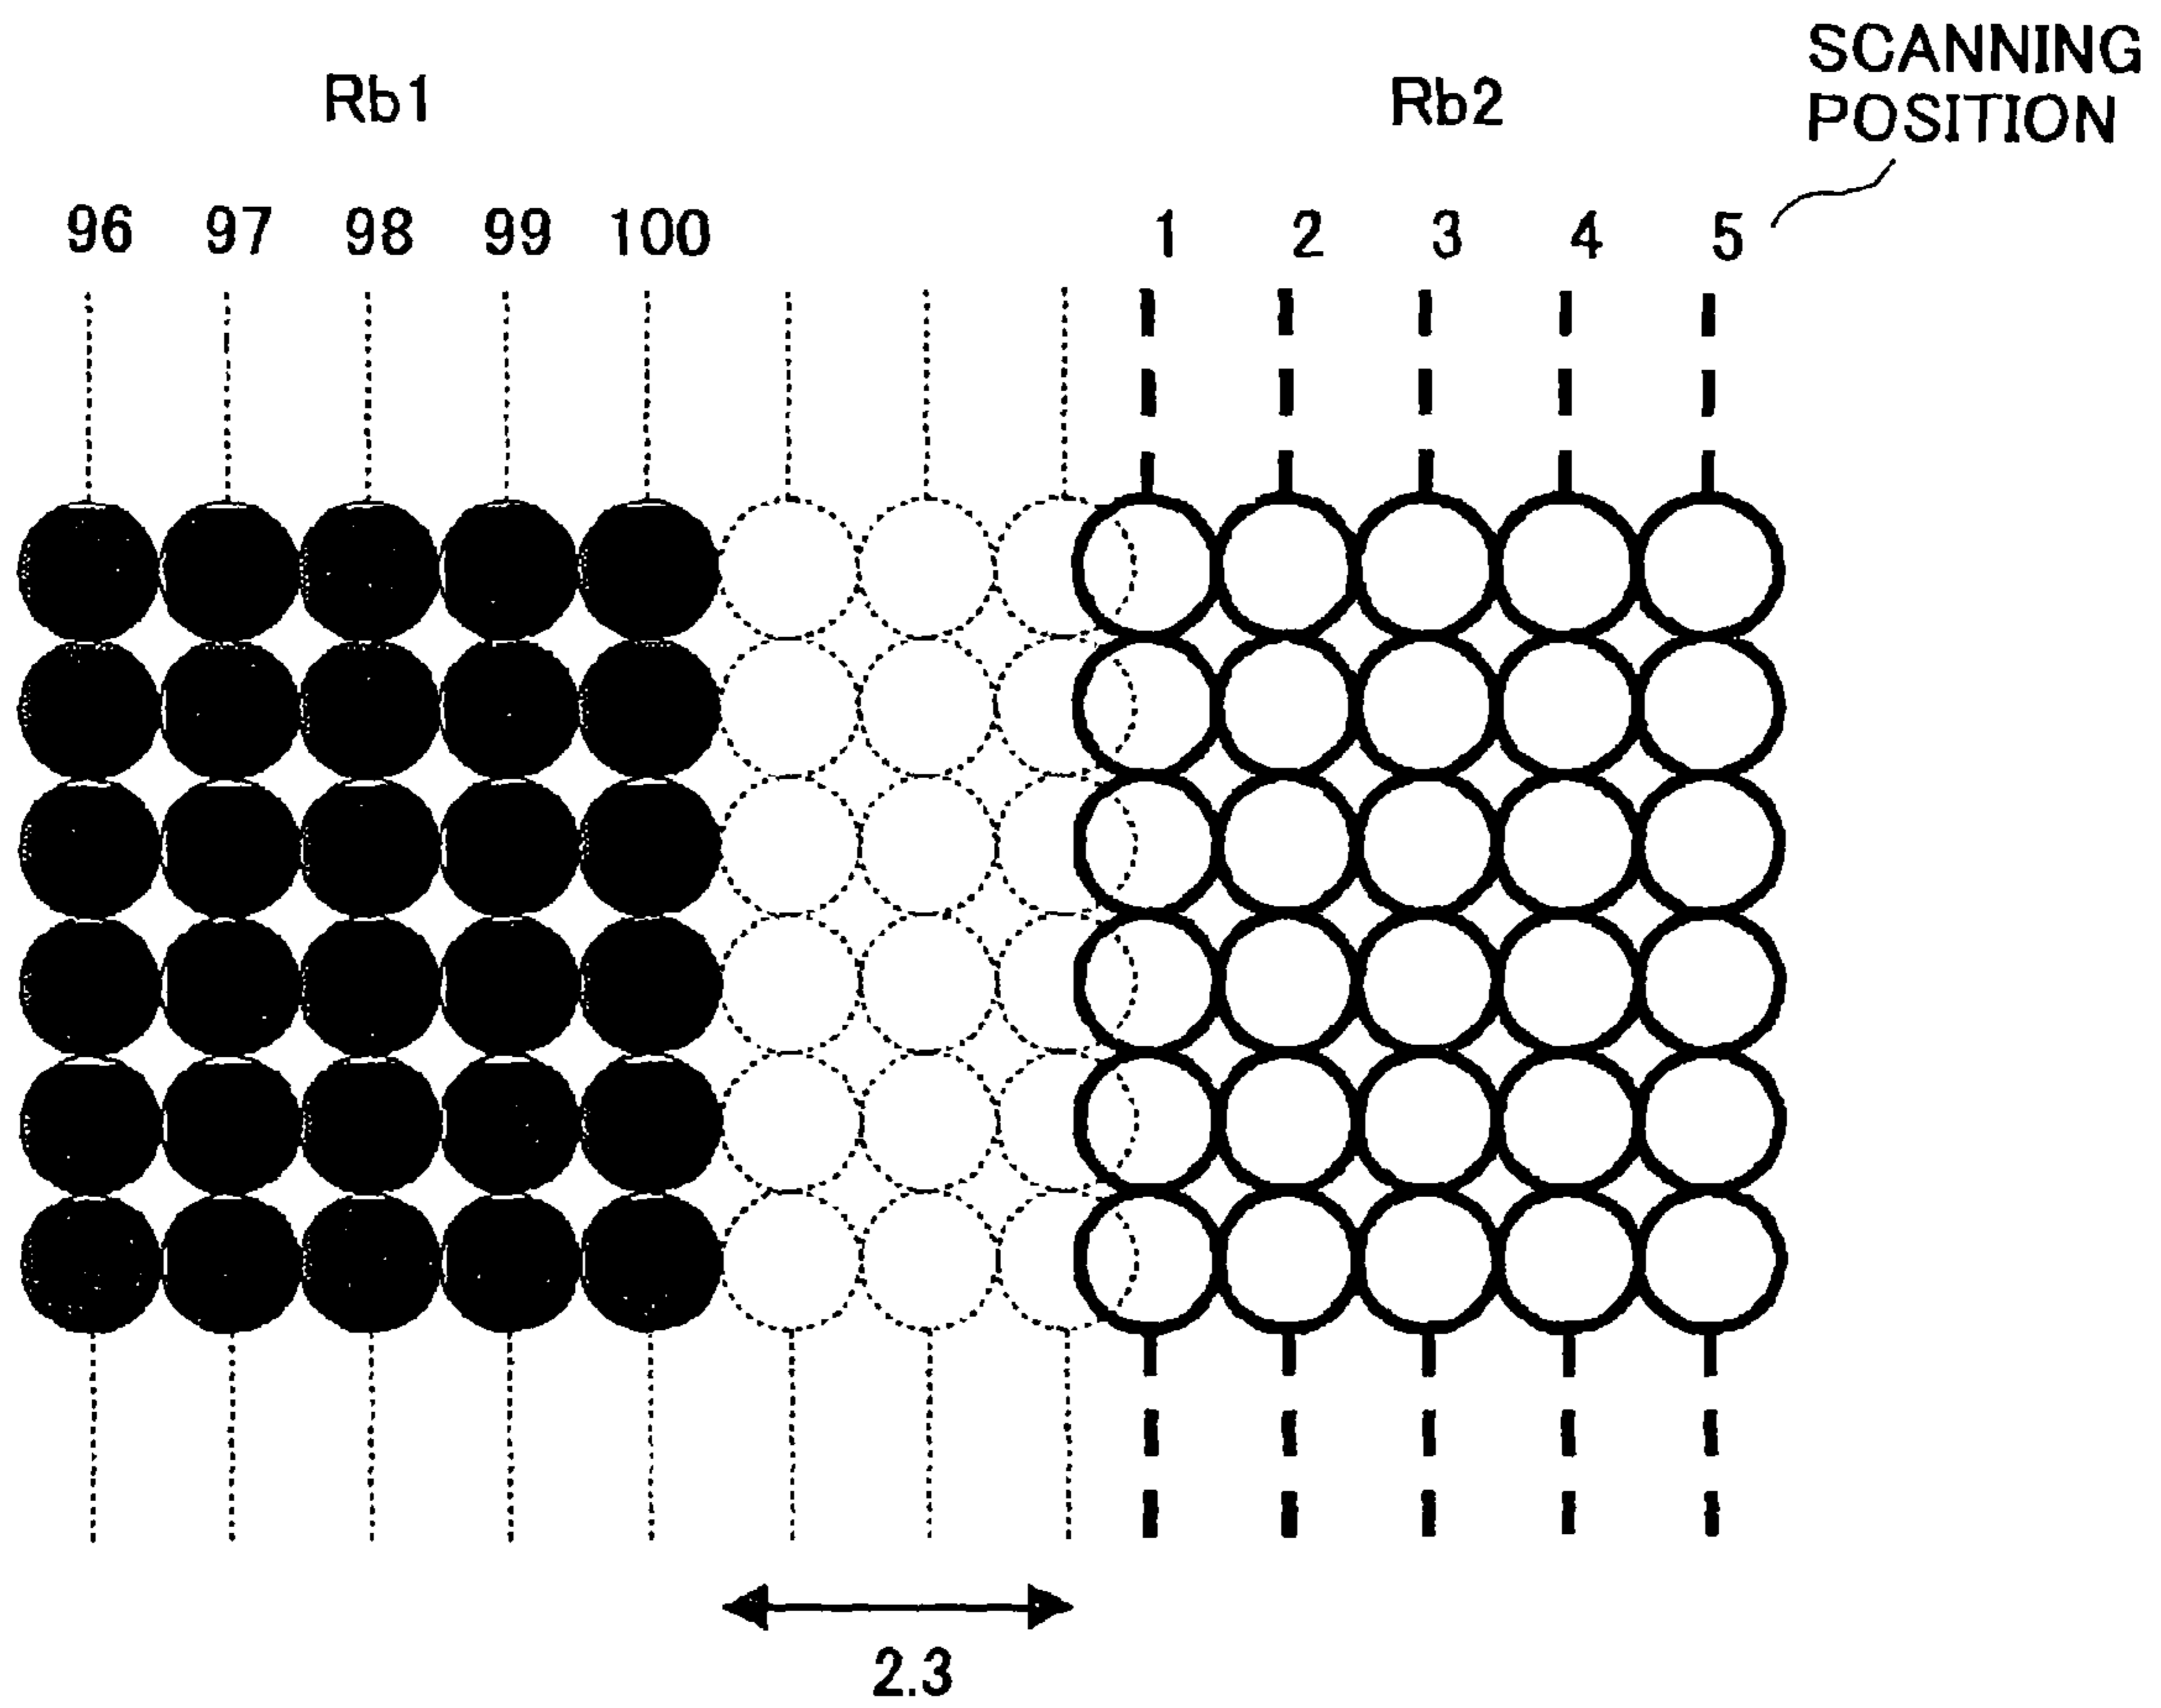 SCANNING
POSITION
Rb1
Rb2
96 97 98 99 100 1 2 3 4 5
2.3